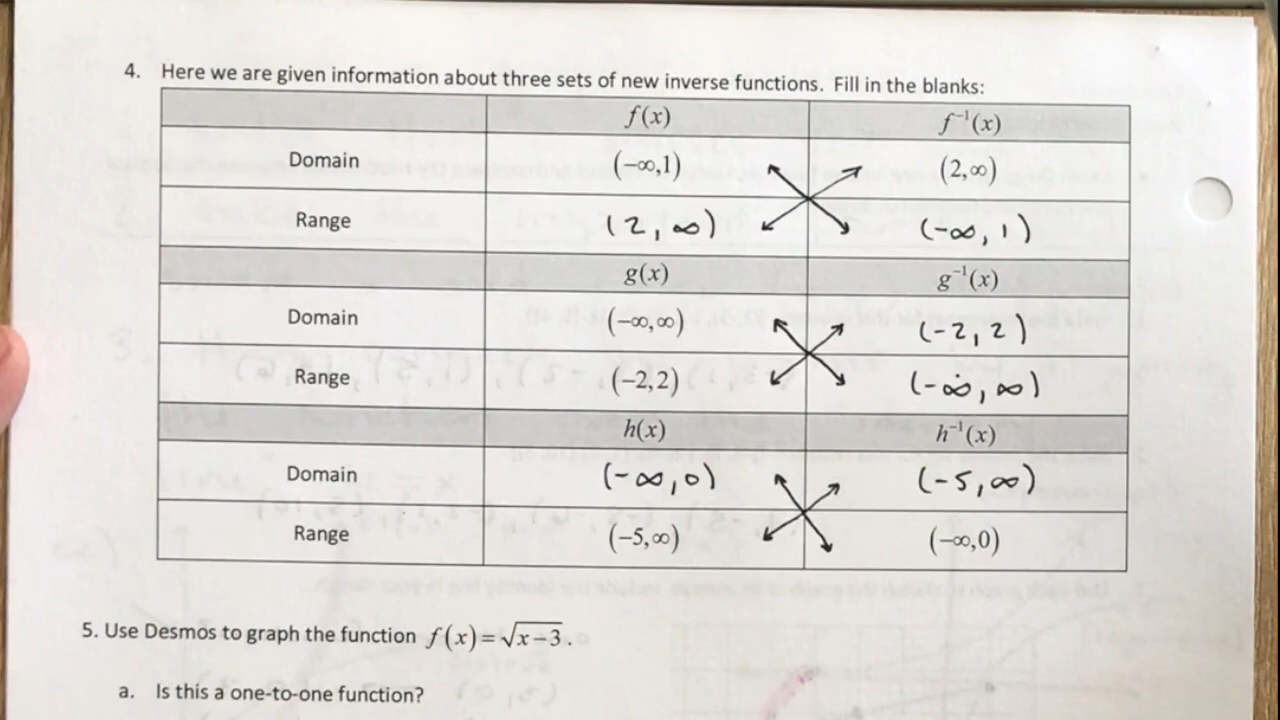 4. Here we are given information about three sets of new inverse functions. Fill in the blanks:
f(x) f⁻¹(x)
Domain (−∞,1) (2,∞)
Range (2,∞) (-∞,1)
g(x) g⁻¹(x)
Domain (−∞,∞) (-2,2)
Range (−2,2) (-∞,∞)
h(x) h⁻¹(x)
Domain (-∞,0) (-5,∞)
Range (−5,∞) (−∞,0)
5. Use Desmos to graph the function f(x)=√x−3.
a. Is this a one-to-one function?